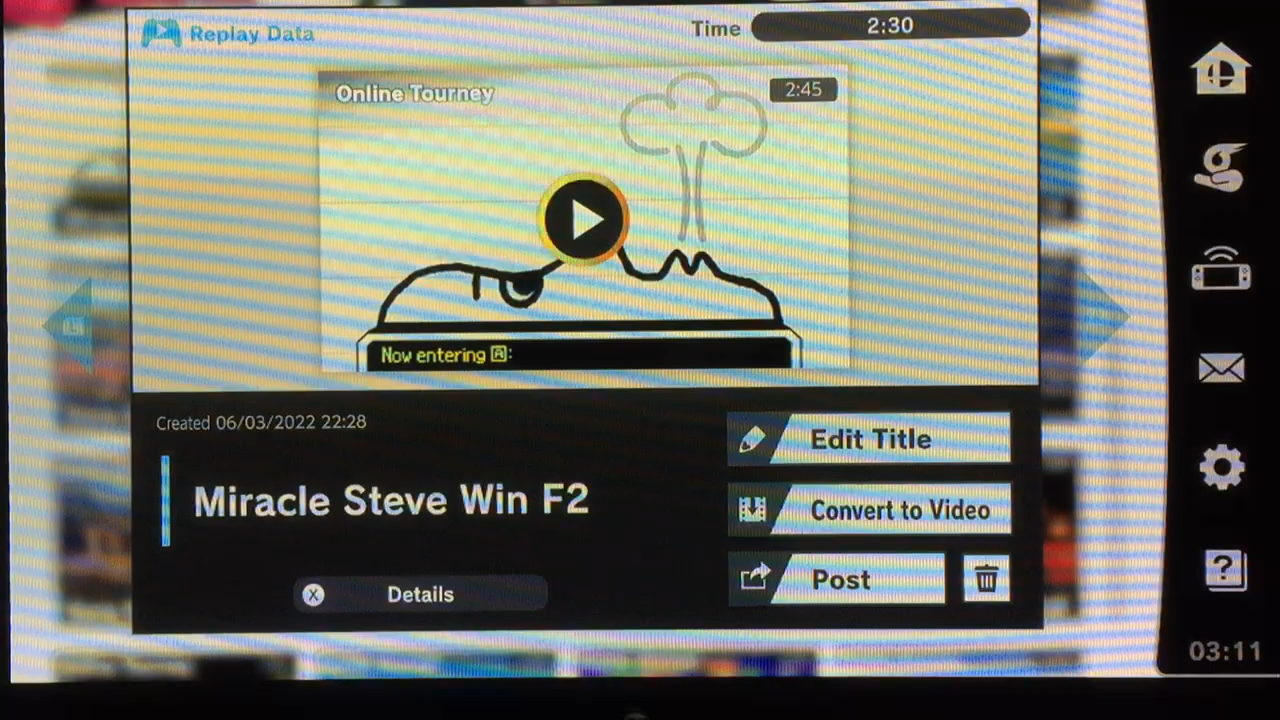 Replay Data
Time 2:30
Online Tourney
2:45
Now entering A:
Created 06/03/2022 22:28
Miracle Steve Win F2
X Details
Edit Title
Convert to Video
Post
L
?
03:11